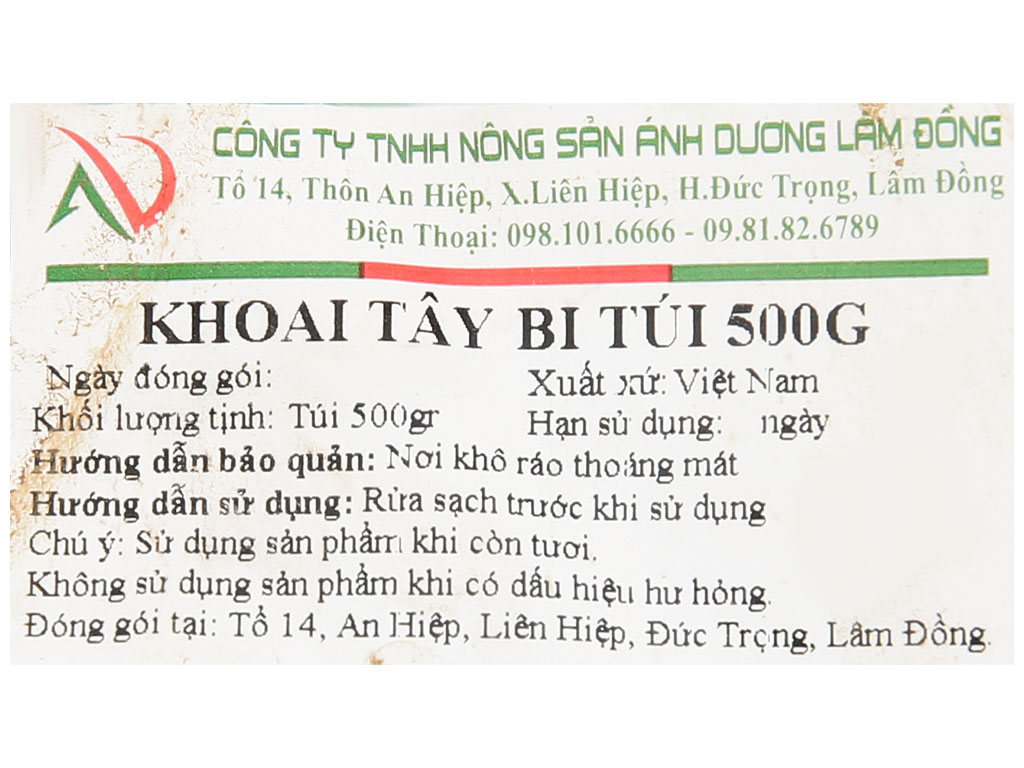 CÔNG TY TNHH NÔNG SẢN ÁNH DƯƠNG LÂM ĐỒNG
Tổ 14, Thôn An Hiệp, X.Liên Hiệp, H.Đức Trọng, Lâm Đồng
Điện Thoại: 098.101.6666 - 09.81.82.6789
KHOAI TÂY BI TÚI 500G
Ngày đóng gói: Xuất xứ: Việt Nam
Khối lượng tịnh: Túi 500gr Hạn sử dụng: ngày
Hướng dẫn bảo quản: Nơi khô ráo thoáng mát
Hướng dẫn sử dụng: Rửa sạch trước khi sử dụng
Chú ý: Sử dụng sản phẩm khi còn tươi.
Không sử dụng sản phẩm khi có dấu hiệu hư hỏng.
Đóng gói tại: Tổ 14, An Hiệp, Liên Hiệp, Đức Trọng, Lâm Đồng.